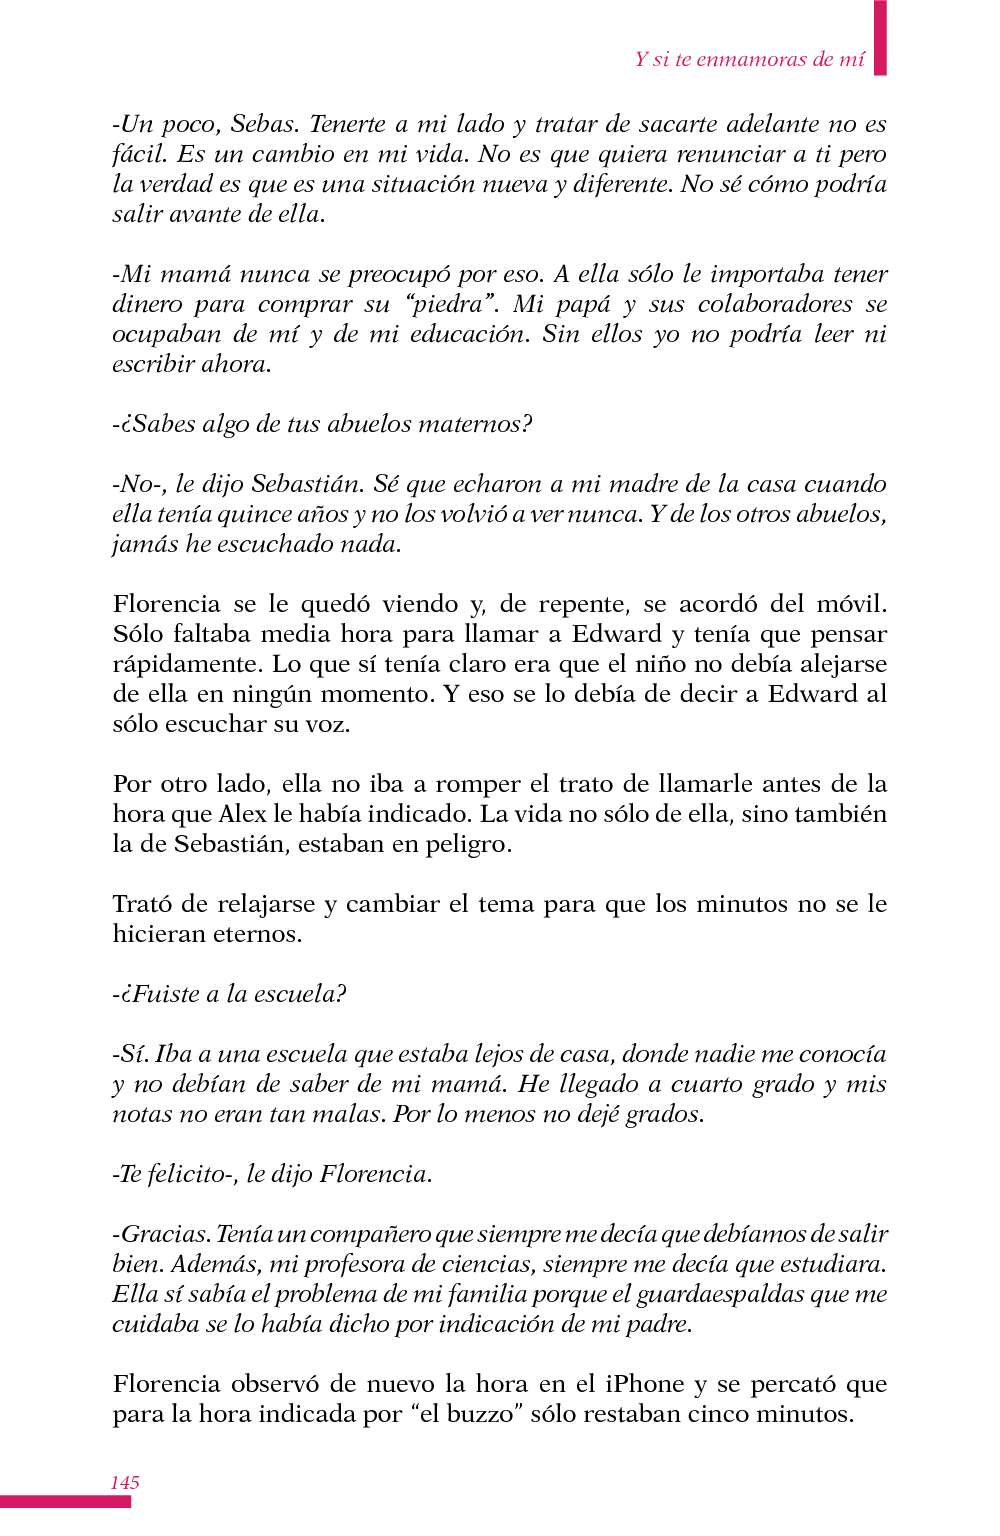 Y si te enmamoras de mí
-Un poco, Sebas. Tenerte a mi lado y tratar de sacarte adelante no es
fácil. Es un cambio en mi vida. No es que quiera renunciar a ti pero
la verdad es que es una situación nueva y diferente. No sé cómo podría
salir avante de ella.
-Mi mamá nunca se preocupó por eso. A ella sólo le importaba tener
dinero para comprar su “piedra”. Mi papá y sus colaboradores se
ocupaban de mí y de mi educación. Sin ellos yo no podría leer ni
escribir ahora.
-¿Sabes algo de tus abuelos maternos?
-No-, le dijo Sebastián. Sé que echaron a mi madre de la casa cuando
ella tenía quince años y no los volvió a ver nunca. Y de los otros abuelos,
jamás he escuchado nada.
Florencia se le quedó viendo y, de repente, se acordó del móvil.
Sólo faltaba media hora para llamar a Edward y tenía que pensar
rápidamente. Lo que sí tenía claro era que el niño no debía alejarse
de ella en ningún momento. Y eso se lo debía de decir a Edward al
sólo escuchar su voz.
Por otro lado, ella no iba a romper el trato de llamarle antes de la
hora que Alex le había indicado. La vida no sólo de ella, sino también
la de Sebastián, estaban en peligro.
Trató de relajarse y cambiar el tema para que los minutos no se le
hicieran eternos.
-¿Fuiste a la escuela?
-Sí. Iba a una escuela que estaba lejos de casa, donde nadie me conocía
y no debían de saber de mi mamá. He llegado a cuarto grado y mis
notas no eran tan malas. Por lo menos no dejé grados.
-Te felicito-, le dijo Florencia.
-Gracias. Tenía un compañero que siempre me decía que debíamos de salir
bien. Además, mi profesora de ciencias, siempre me decía que estudiara.
Ella sí sabía el problema de mi familia porque el guardaespaldas que me
cuidaba se lo había dicho por indicación de mi padre.
Florencia observó de nuevo la hora en el iPhone y se percató que
para la hora indicada por “el buzzo” sólo restaban cinco minutos.
145